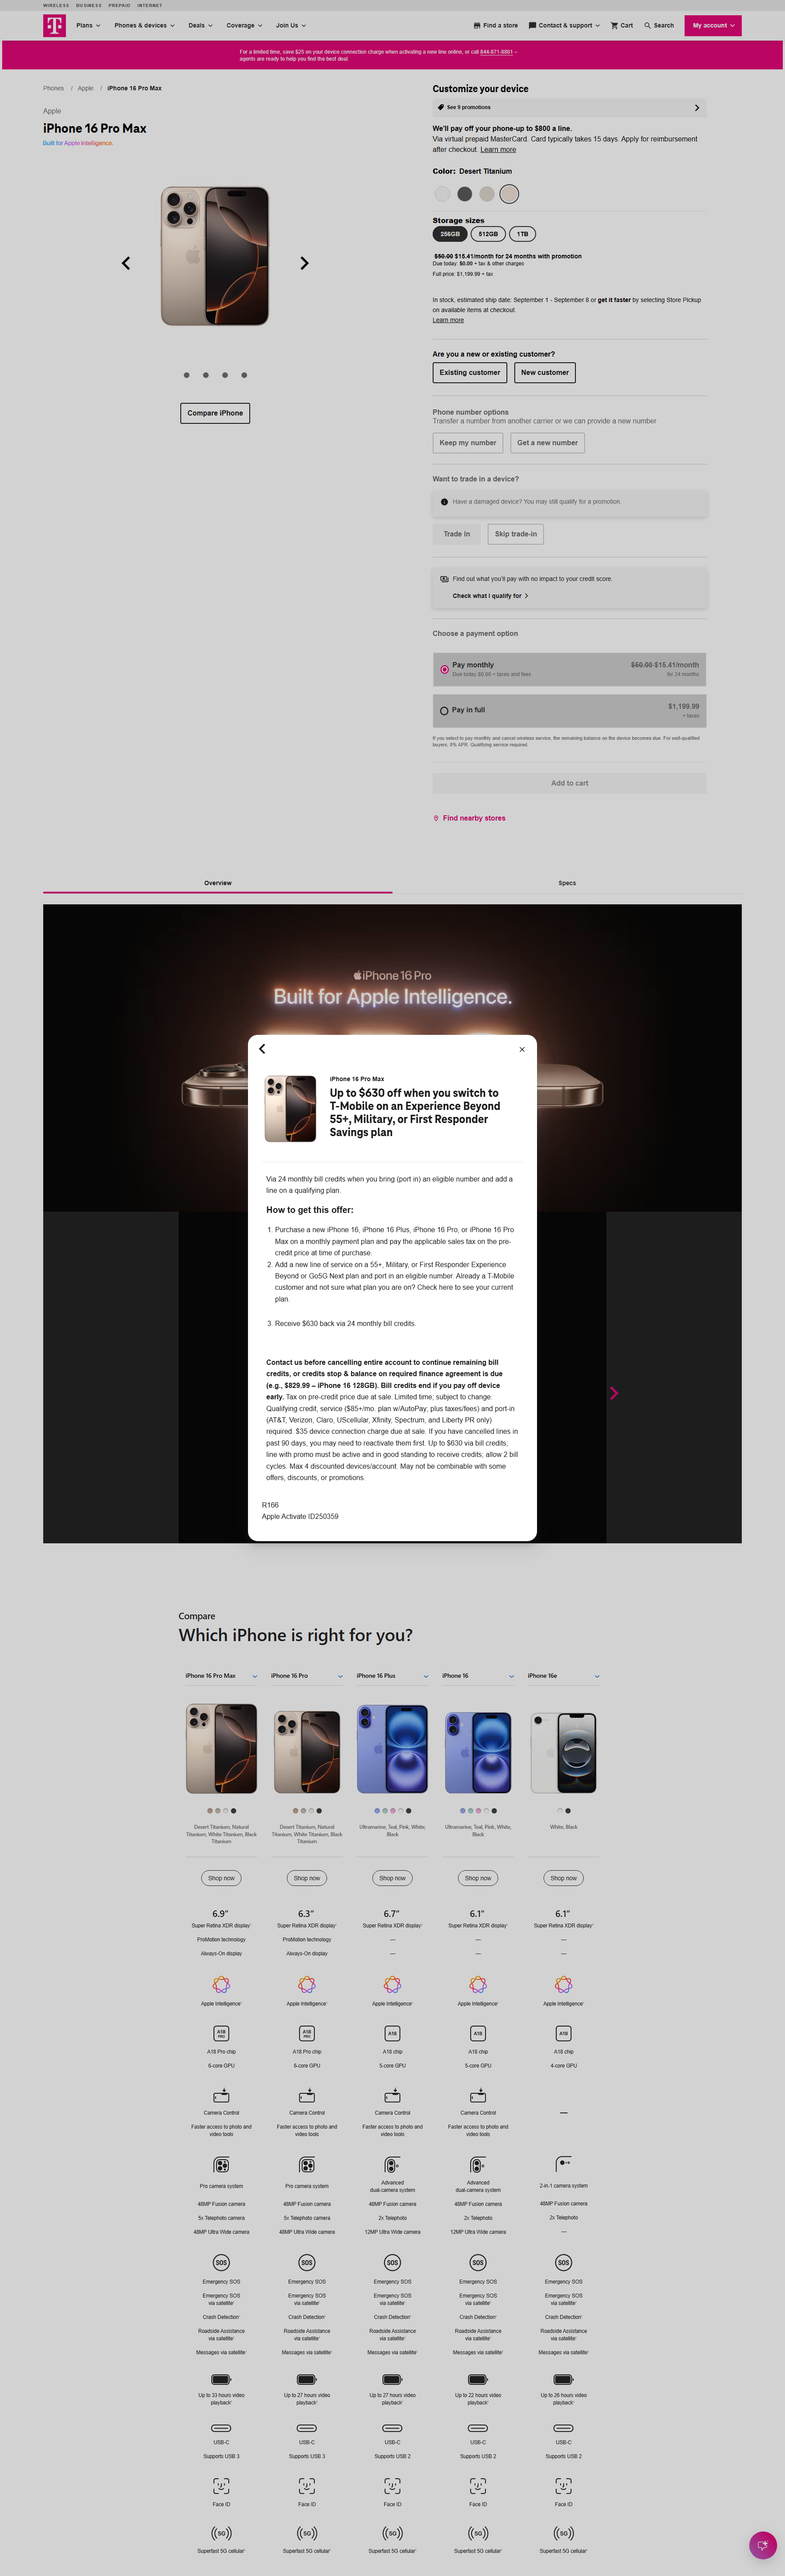 WIRELESS BUSINESS PREPAID INTERNET
Plans Phones & devices Deals Coverage Join Us Find a store Contact & support Cart Search My account
For a limited time, save $25 on your device connection charge when activating a new line online, or call 844-671-8361 –
agents are ready to help you find the best deal.
Phones / Apple / iPhone 16 Pro Max
Apple
iPhone 16 Pro Max
Built for Apple Intelligence.
Compare iPhone
Customize your device
See 9 promotions
We'll pay off your phone-up to $800 a line.
Via virtual prepaid MasterCard. Card typically takes 15 days. Apply for reimbursement
after checkout. Learn more
Color: Desert Titanium
Storage sizes
256GB 512GB 1TB
$50.00 $15.41/month for 24 months with promotion
Due today: $0.00 + tax & other charges
Full price: $1,199.99 + tax
In stock, estimated ship date: September 1 - September 8 or get it faster by selecting Store Pickup
on available items at checkout.
Learn more
Are you a new or existing customer?
Existing customer New customer
Phone number options
Transfer a number from another carrier or we can provide a new number
Keep my number Get a new number
Want to trade in a device?
Have a damaged device? You may still qualify for a promotion.
Trade in Skip trade-in
Find out what you'll pay with no impact to your credit score.
Check what I qualify for
Choose a payment option
Pay monthly $50.00 $15.41/month
Due today $0.00 + taxes and fees for 24 months
Pay in full $1,199.99
+ taxes
If you select to pay monthly and cancel wireless service, the remaining balance on the device becomes due. For well-qualified
buyers. 0% APR. Qualifying service required.
Add to cart
Find nearby stores
Overview Specs
iPhone 16 Pro
Built for Apple Intelligence.
iPhone 16 Pro Max
Up to $630 off when you switch to
T-Mobile on an Experience Beyond
55+, Military, or First Responder
Savings plan
Via 24 monthly bill credits when you bring (port in) an eligible number and add a
line on a qualifying plan.
How to get this offer:
1. Purchase a new iPhone 16, iPhone 16 Plus, iPhone 16 Pro, or iPhone 16 Pro
Max on a monthly payment plan and pay the applicable sales tax on the pre-
credit price at time of purchase.
2. Add a new line of service on a 55+, Military, or First Responder Experience
Beyond or Go5G Next plan and port in an eligible number. Already a T-Mobile
customer and not sure what plan you are on? Check here to see your current
plan.
3. Receive $630 back via 24 monthly bill credits.
Contact us before cancelling entire account to continue remaining bill
credits, or credits stop & balance on required finance agreement is due
(e.g., $829.99 – iPhone 16 128GB). Bill credits end if you pay off device
early. Tax on pre-credit price due at sale. Limited time; subject to change.
Qualifying credit, service ($85+/mo. plan w/AutoPay; plus taxes/fees) and port-in
(AT&T, Verizon, Claro, UScellular, Xfinity, Spectrum, and Liberty PR only)
required. $35 device connection charge due at sale. If you have cancelled lines in
past 90 days, you may need to reactivate them first. Up to $630 via bill credits;
line with promo must be active and in good standing to receive credits; allow 2 bill
cycles. Max 4 discounted devices/account. May not be combinable with some
offers, discounts, or promotions.
R166
Apple Activate ID250359
Compare
Which iPhone is right for you?
iPhone 16 Pro Max iPhone 16 Pro iPhone 16 Plus iPhone 16 iPhone 16e
Desert Titanium, Natural Desert Titanium, Natural Ultramarine, Teal, Pink, White, Ultramarine, Teal, Pink, White, White, Black
Titanium, White Titanium, Black Titanium, White Titanium, Black Black Black
Titanium Titanium
Shop now Shop now Shop now Shop now Shop now
6.9" 6.3" 6.7" 6.1" 6.1"
Super Retina XDR display Super Retina XDR display Super Retina XDR display Super Retina XDR display Super Retina XDR display
ProMotion technology ProMotion technology — — —
Always-On display Always-On display — — —
Apple Intelligence Apple Intelligence Apple Intelligence Apple Intelligence Apple Intelligence
A18 PRO A18 PRO A18 A18 A18
A18 Pro chip A18 Pro chip A18 chip A18 chip A18 chip
6-core GPU 6-core GPU 5-core GPU 5-core GPU 4-core GPU
Camera Control Camera Control Camera Control Camera Control —
Faster access to photo and Faster access to photo and Faster access to photo and Faster access to photo and
video tools video tools video tools video tools
Pro camera system Pro camera system Advanced Advanced 2-in-1 camera system
dual-camera system dual-camera system
48MP Fusion camera 48MP Fusion camera 48MP Fusion camera 48MP Fusion camera 48MP Fusion camera
5x Telephoto camera 5x Telephoto camera 2x Telephoto 2x Telephoto 2x Telephoto
48MP Ultra Wide camera 48MP Ultra Wide camera 12MP Ultra Wide camera 12MP Ultra Wide camera —
SOS SOS SOS SOS SOS
Emergency SOS Emergency SOS Emergency SOS Emergency SOS Emergency SOS
Emergency SOS Emergency SOS Emergency SOS Emergency SOS Emergency SOS
via satellite via satellite via satellite via satellite via satellite
Crash Detection Crash Detection Crash Detection Crash Detection Crash Detection
Roadside Assistance Roadside Assistance Roadside Assistance Roadside Assistance Roadside Assistance
via satellite via satellite via satellite via satellite via satellite
Messages via satellite Messages via satellite Messages via satellite Messages via satellite Messages via satellite
Up to 33 hours video Up to 27 hours video Up to 27 hours video Up to 22 hours video Up to 26 hours video
playback playback playback playback playback
USB-C USB-C USB-C USB-C USB-C
Supports USB 3 Supports USB 3 Supports USB 2 Supports USB 2 Supports USB 2
Face ID Face ID Face ID Face ID Face ID
5G 5G 5G 5G 5G
Superfast 5G cellular Superfast 5G cellular Superfast 5G cellular Superfast 5G cellular Superfast 5G cellular